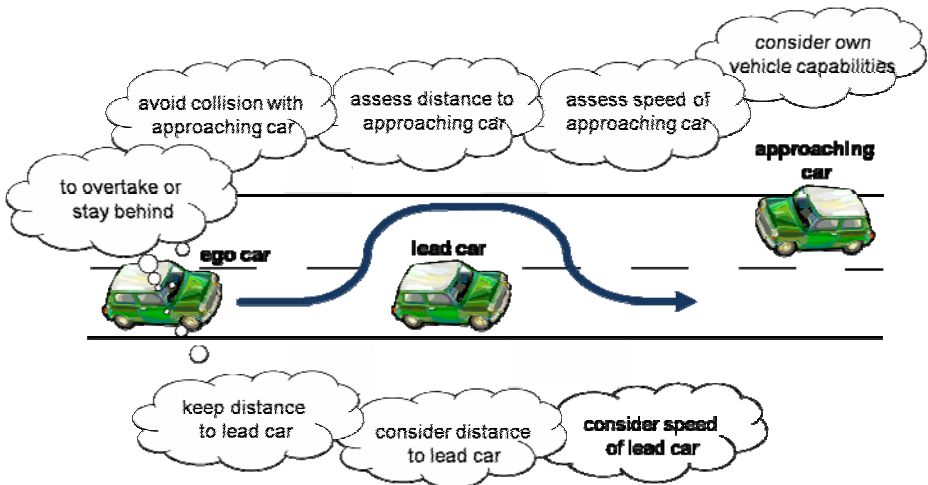 consider own
vehicle capabilities
avoid collision with
approaching car
assess distance to
approaching car
assess speed of
approaching car
approaching
car
to overtake or
stay behind
ego car
lead car
keep distance
to lead car
consider distance
to lead car
consider speed
of lead car